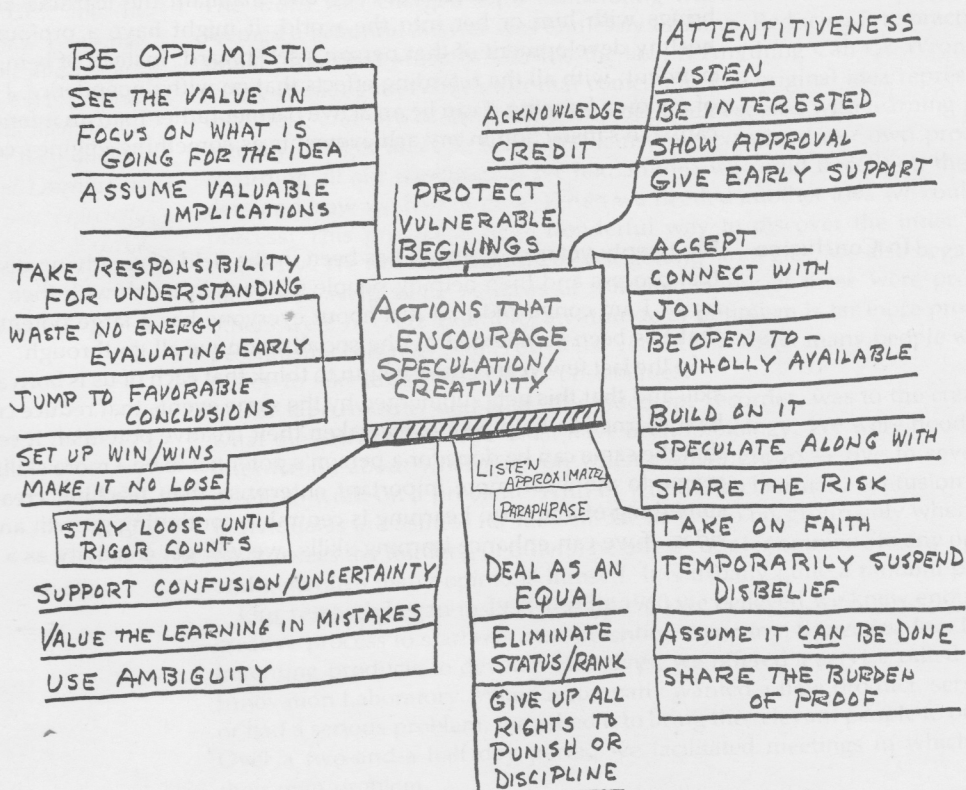 BE OPTIMISTIC
SEE THE VALUE IN
FOCUS ON WHAT IS
GOING FOR THE IDEA
ASSUME VALUABLE
IMPLICATIONS
ATTENTITIVENESS
LISTEN
BE INTERESTED
SHOW APPROVAL
GIVE EARLY SUPPORT
ACKNOWLEDGE
CREDIT
PROTECT
VULNERABLE
BEGININGS
TAKE RESPONSIBILITY
FOR UNDERSTANDING
WASTE NO ENERGY
EVALUATING EARLY
JUMP TO FAVORABLE
CONCLUSIONS
SET UP WIN/WINS
MAKE IT NO LOSE
STAY LOOSE UNTIL
RIGOR COUNTS
ACTIONS THAT
ENCOURAGE
SPECULATION/
CREATIVITY
ACCEPT
CONNECT WITH
JOIN
BE OPEN TO
WHOLLY AVAILABLE
BUILD ON IT
SPECULATE ALONG WITH
SHARE THE RISK
TAKE ON FAITH
TEMPORARILY SUSPEND
DISBELIEF
ASSUME IT CAN BE DONE
SHARE THE BURDEN
OF PROOF
LISTEN
APPROXIMATE
PARAPHRASE
SUPPORT CONFUSION/UNCERTAINTY
VALUE THE LEARNING IN MISTAKES
USE AMBIGUITY
DEAL AS AN
EQUAL
ELIMINATE
STATUS/RANK
GIVE UP ALL
RIGHTS TO
PUNISH OR
DISCIPLINE